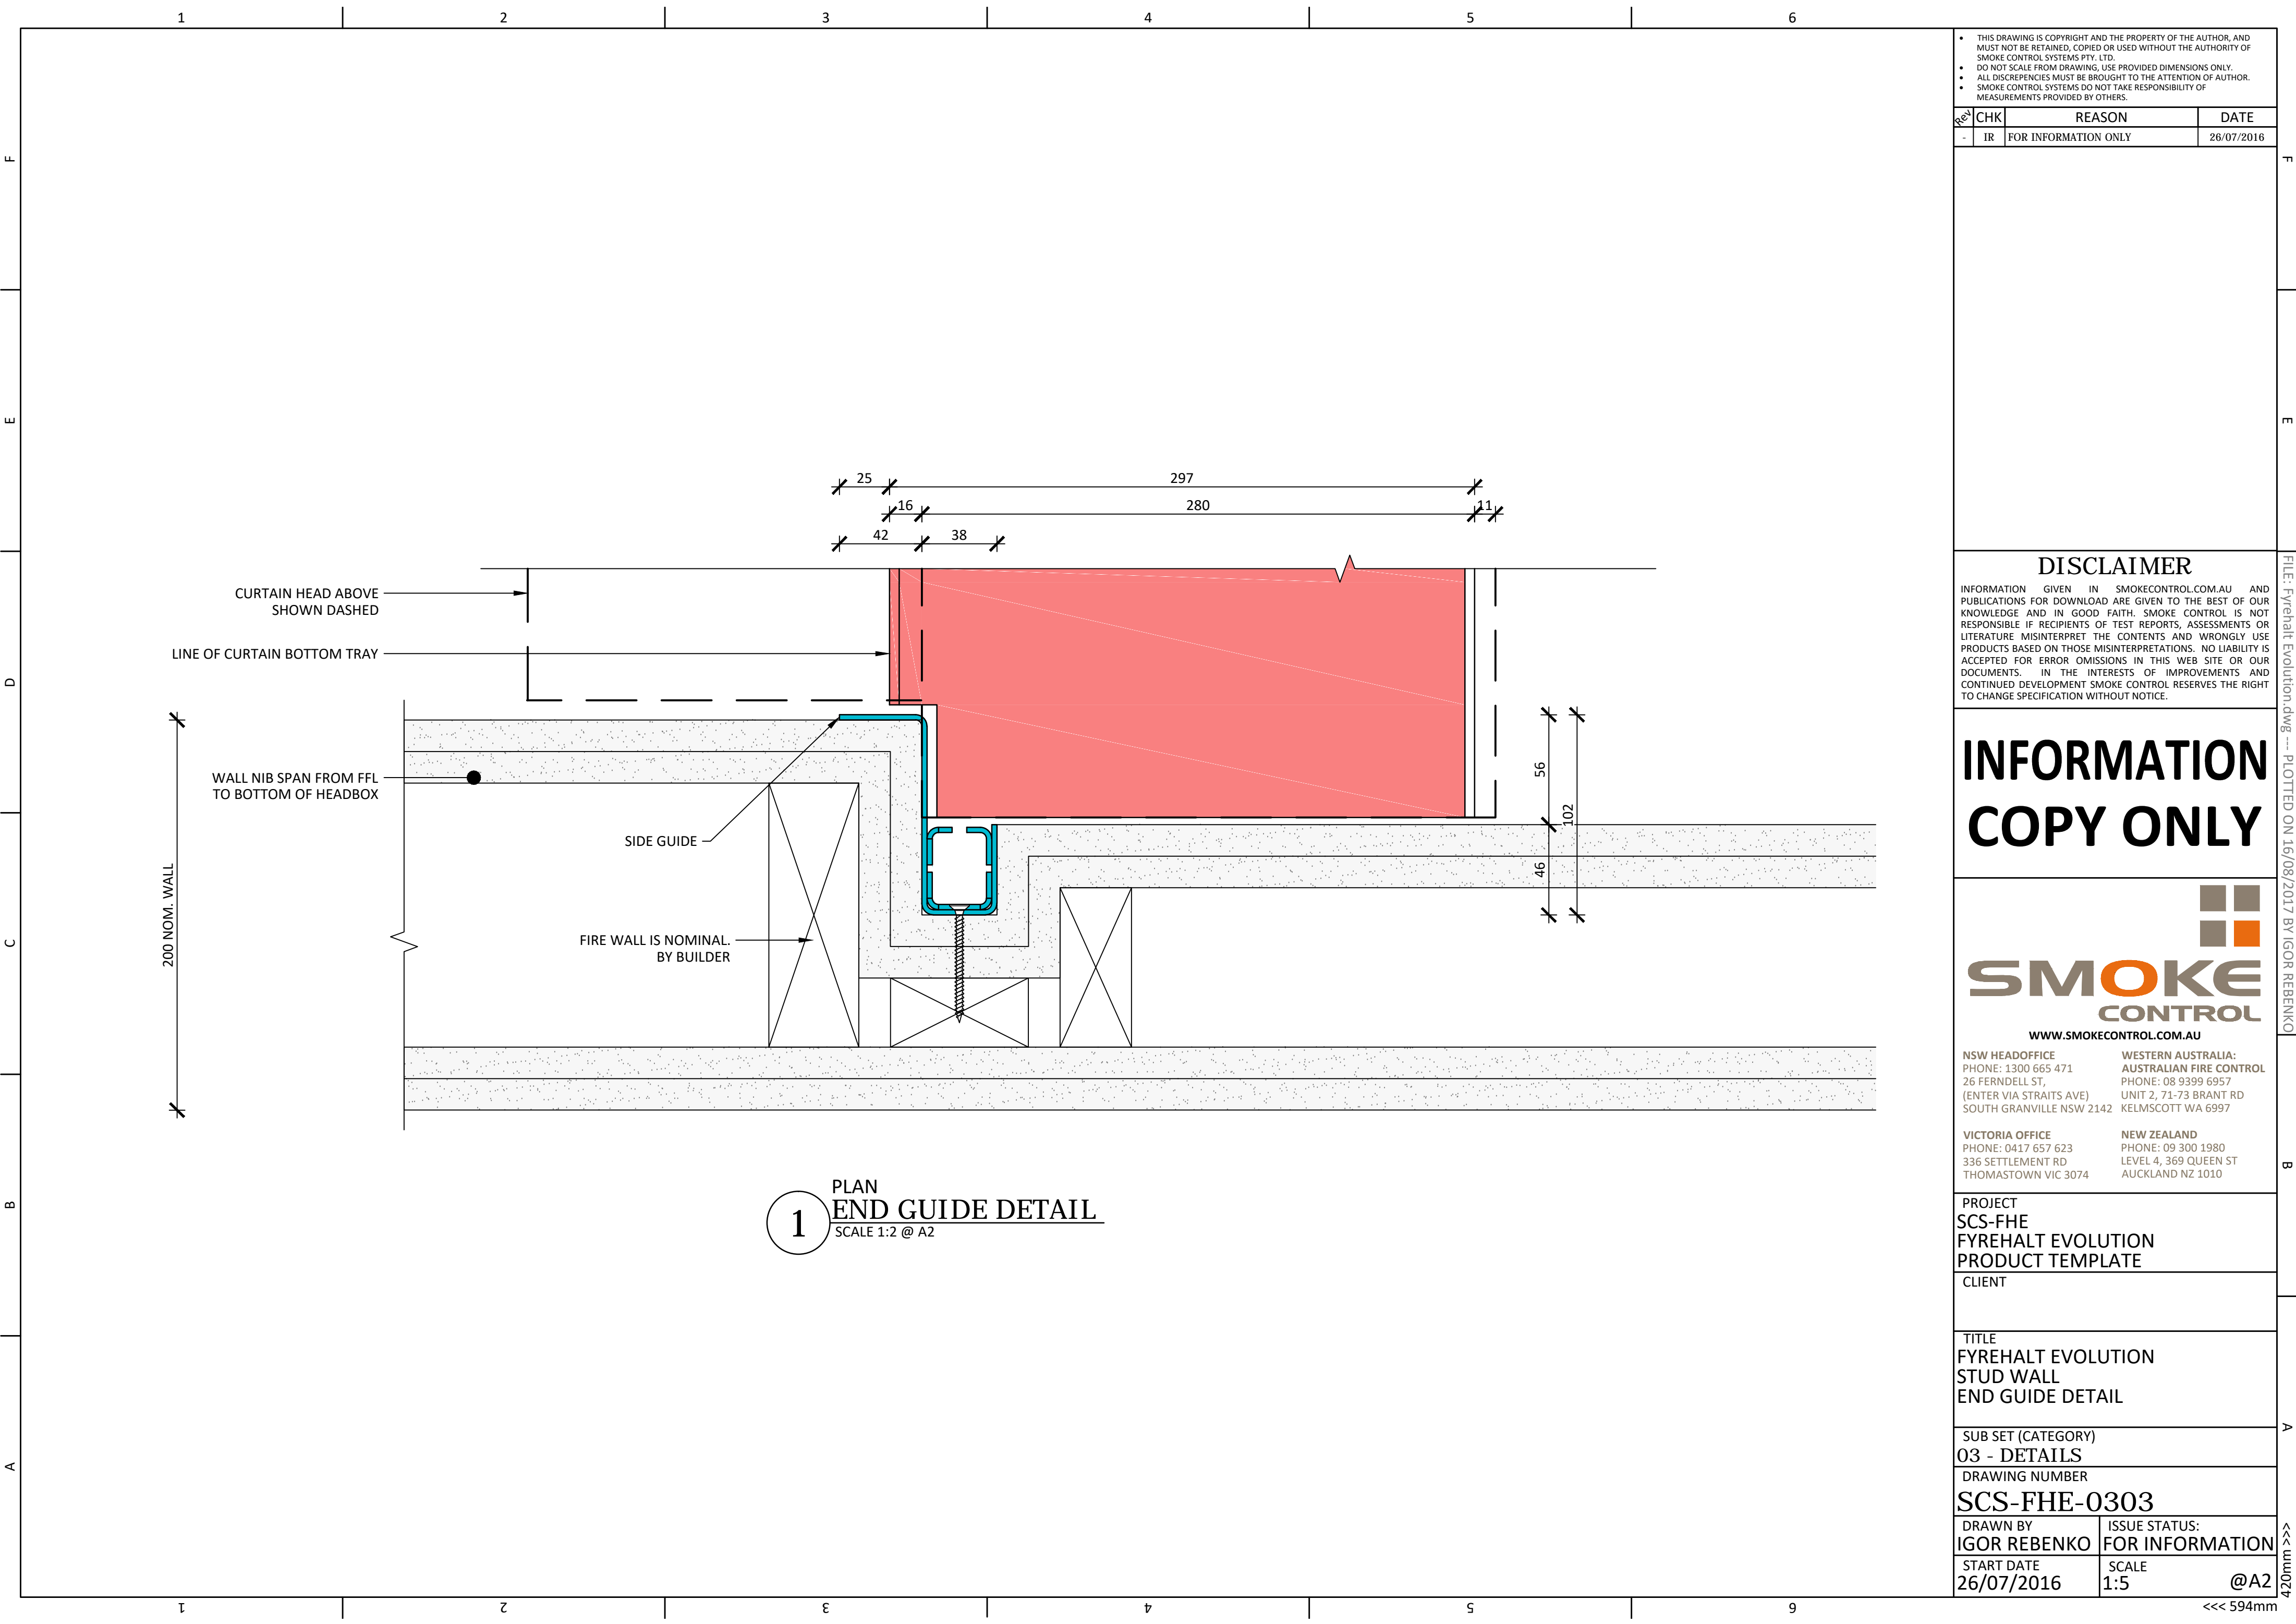 1 2 3 4 5 6
• THIS DRAWING IS COPYRIGHT AND THE PROPERTY OF THE AUTHOR, AND
MUST NOT BE RETAINED, COPIED OR USED WITHOUT THE AUTHORITY OF
SMOKE CONTROL SYSTEMS PTY. LTD.
• DO NOT SCALE FROM DRAWING, USE PROVIDED DIMENSIONS ONLY.
• ALL DISCREPENCIES MUST BE BROUGHT TO THE ATTENTION OF AUTHOR.
• SMOKE CONTROL SYSTEMS DO NOT TAKE RESPONSIBILITY OF
MEASUREMENTS PROVIDED BY OTHERS.
Rev CHK REASON DATE
- IR FOR INFORMATION ONLY 26/07/2016
F
E
D
C
B
A
25 297
16 280 11
42 38
CURTAIN HEAD ABOVE
SHOWN DASHED
LINE OF CURTAIN BOTTOM TRAY
WALL NIB SPAN FROM FFL
TO BOTTOM OF HEADBOX
SIDE GUIDE
FIRE WALL IS NOMINAL.
BY BUILDER
200 NOM. WALL
56
102
46
1
PLAN
END GUIDE DETAIL
SCALE 1:2 @ A2
DISCLAIMER
INFORMATION GIVEN IN SMOKECONTROL.COM.AU AND
PUBLICATIONS FOR DOWNLOAD ARE GIVEN TO THE BEST OF OUR
KNOWLEDGE AND IN GOOD FAITH. SMOKE CONTROL IS NOT
RESPONSIBLE IF RECIPIENTS OF TEST REPORTS, ASSESSMENTS OR
LITERATURE MISINTERPRET THE CONTENTS AND WRONGLY USE
PRODUCTS BASED ON THOSE MISINTERPRETATIONS. NO LIABILITY IS
ACCEPTED FOR ERROR OMISSIONS IN THIS WEB SITE OR OUR
DOCUMENTS. IN THE INTERESTS OF IMPROVEMENTS AND
CONTINUED DEVELOPMENT SMOKE CONTROL RESERVES THE RIGHT
TO CHANGE SPECIFICATION WITHOUT NOTICE.
INFORMATION
COPY ONLY
SMOKE
CONTROL
WWW.SMOKECONTROL.COM.AU
NSW HEADOFFICE
PHONE: 1300 665 471
26 FERNDELL ST,
(ENTER VIA STRAITS AVE)
SOUTH GRANVILLE NSW 2142
WESTERN AUSTRALIA:
AUSTRALIAN FIRE CONTROL
PHONE: 08 9399 6957
UNIT 2, 71-73 BRANT RD
KELMSCOTT WA 6997
VICTORIA OFFICE
PHONE: 0417 657 623
336 SETTLEMENT RD
THOMASTOWN VIC 3074
NEW ZEALAND
PHONE: 09 300 1980
LEVEL 4, 369 QUEEN ST
AUCKLAND NZ 1010
PROJECT
SCS-FHE
FYREHALT EVOLUTION
PRODUCT TEMPLATE
CLIENT
TITLE
FYREHALT EVOLUTION
STUD WALL
END GUIDE DETAIL
SUB SET (CATEGORY)
03 - DETAILS
DRAWING NUMBER
SCS-FHE-0303
DRAWN BY
IGOR REBENKO
ISSUE STATUS:
FOR INFORMATION
START DATE
26/07/2016
SCALE
1:5 @A2
F
E
D
C
B
A
FILE: Fyrehalt Evolution.dwg --- PLOTTED ON 16/08/2017 BY IGOR REBENKO
420mm >>>
<<< 594mm
1 2 3 4 5 6